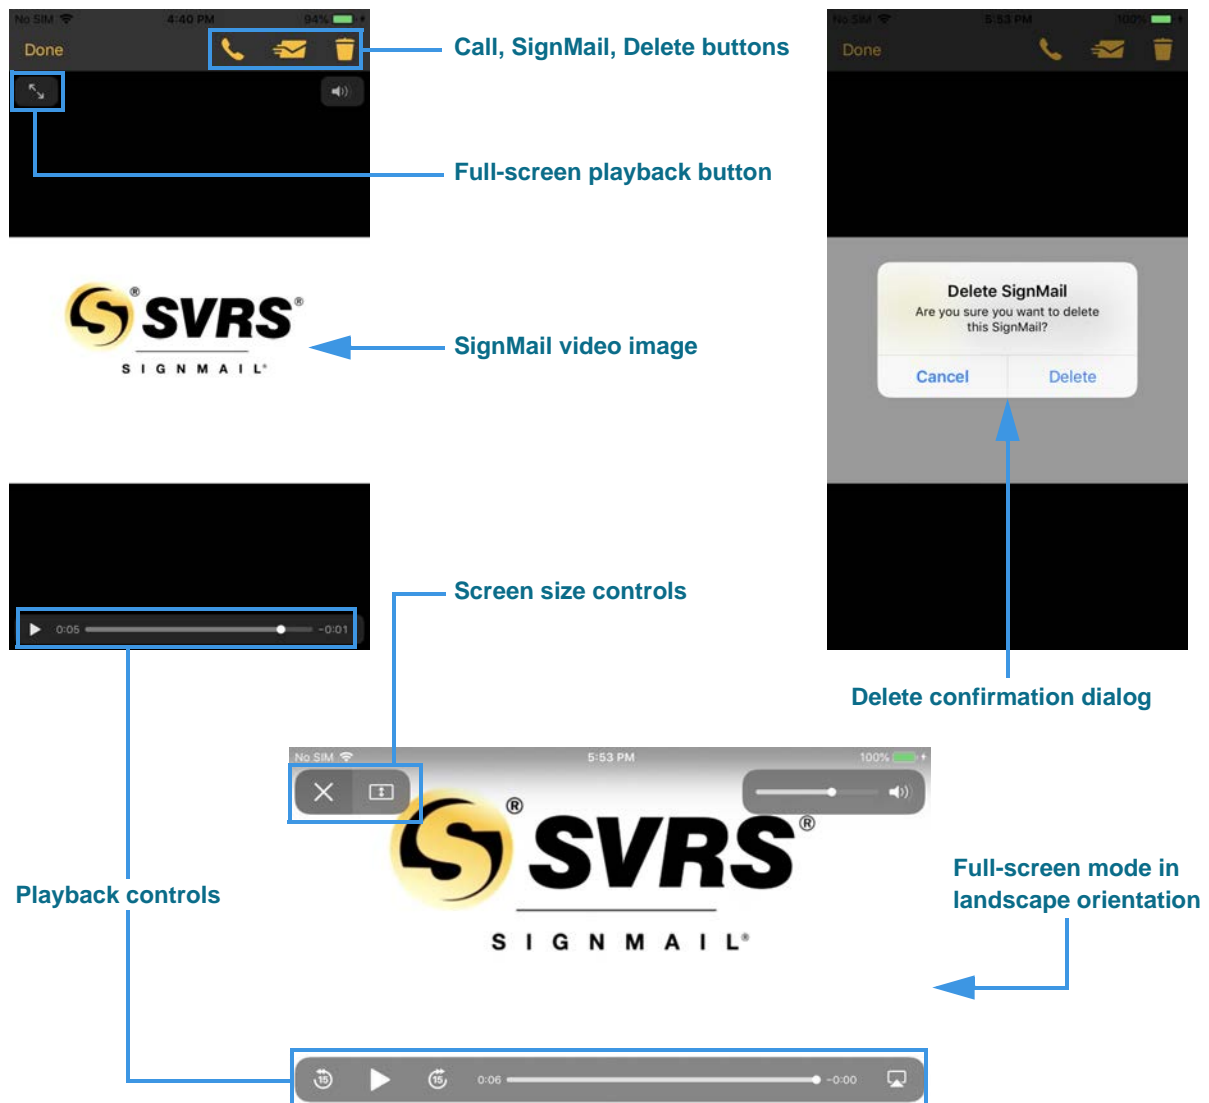 No SIM 4:40 PM 94%
Done
Call, SignMail, Delete buttons
Full-screen playback button
SVRS®
SIGNMAIL®
SignMail video image
0:05 -0:01
No SIM 5:53 PM 100%
Done
Delete SignMail
Are you sure you want to delete
this SignMail?
Cancel Delete
Delete confirmation dialog
Screen size controls
Playback controls
No SIM 5:53 PM 100%
SVRS®
SIGNMAIL®
15 15 0:06 -0:00
Full-screen mode in
landscape orientation